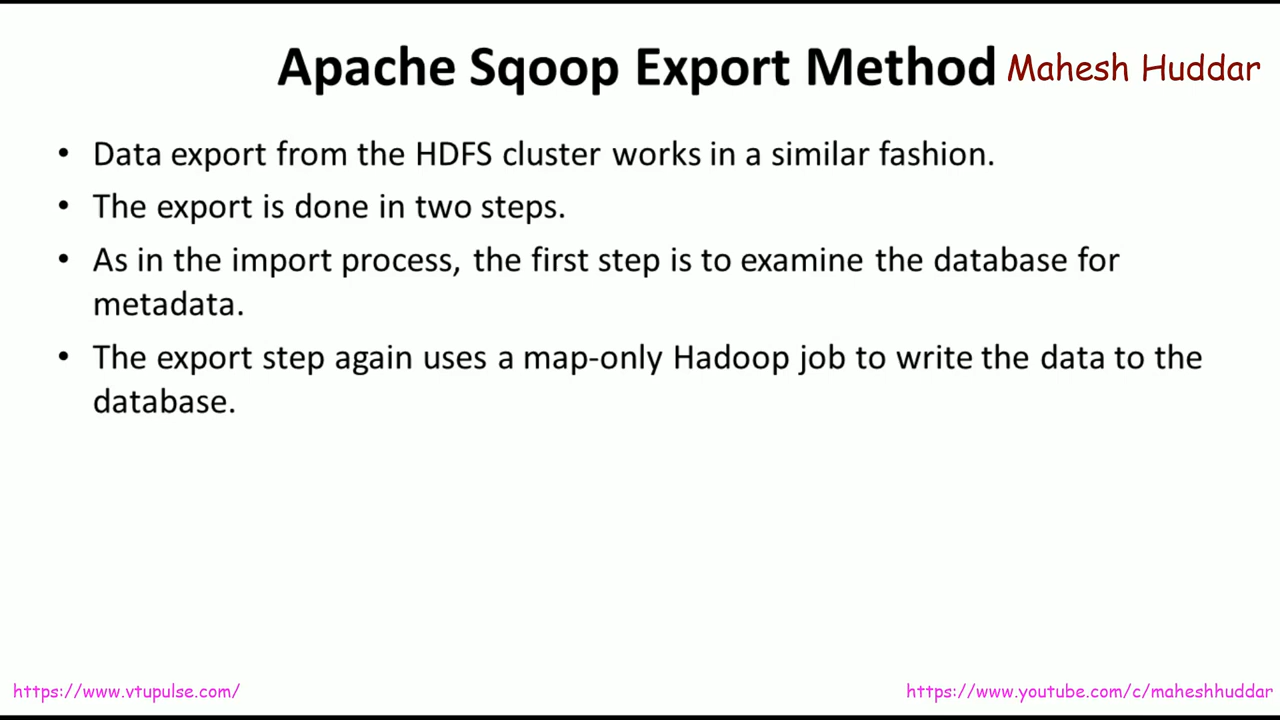 Apache Sqoop Export Method Mahesh Huddar
• Data export from the HDFS cluster works in a similar fashion.
• The export is done in two steps.
• As in the import process, the first step is to examine the database for
metadata.
• The export step again uses a map-only Hadoop job to write the data to the
database.
https://www.vtupulse.com/ https://www.youtube.com/c/maheshhuddar